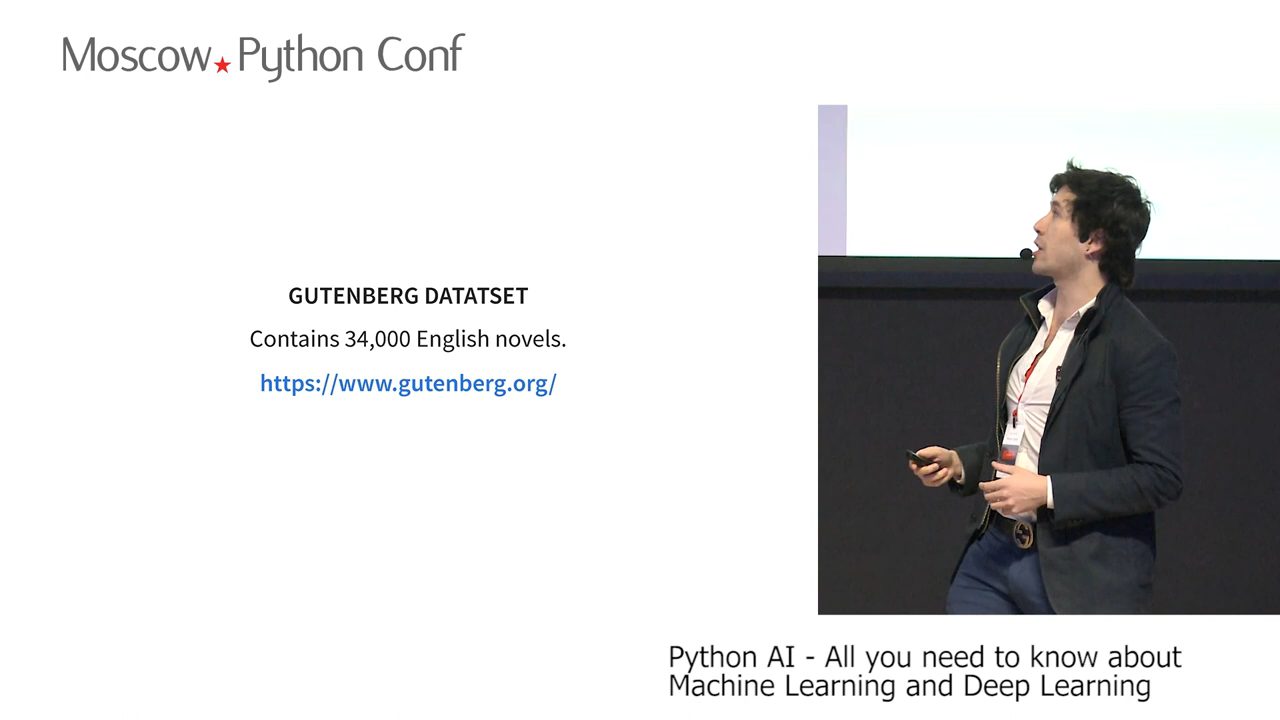 Moscow Python Conf
GUTENBERG DATATSET
Contains 34,000 English novels.
https://www.gutenberg.org/
Python AI - All you need to know about
Machine Learning and Deep Learning